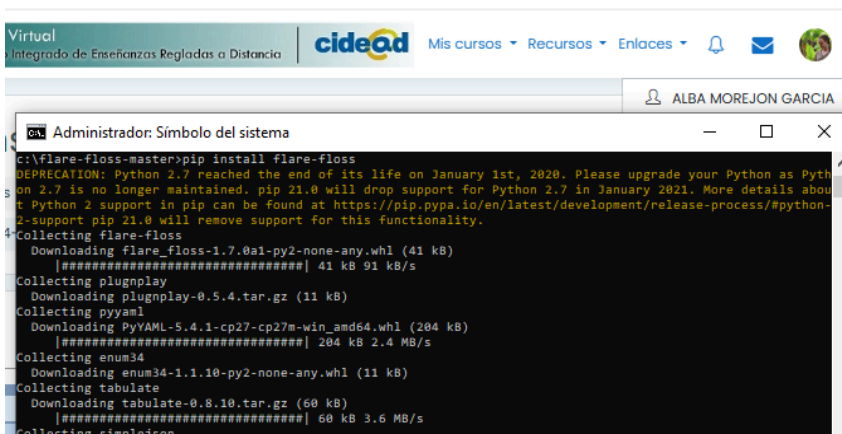 Virtual
Integrado de Enseñanzas Regladas a Distancia
cidead
Mis cursos Recursos Enlaces
ALBA MOREJON GARCIA
Administrador: Símbolo del sistema
c:\flare-floss-master>pip install flare-floss
DEPRECATION: Python 2.7 reached the end of its life on January 1st, 2020. Please upgrade your Python as Pyth
on 2.7 is no longer maintained. pip 21.0 will drop support for Python 2.7 in January 2021. More details abou
t Python 2 support in pip can be found at https://pip.pypa.io/en/latest/development/release-process/#python-
2-support pip 21.0 will remove support for this functionality.
Collecting flare-floss
Downloading flare_floss-1.7.0a1-py2-none-any.whl (41 kB)
|################################| 41 kB 91 kB/s
Collecting plugnplay
Downloading plugnplay-0.5.4.tar.gz (11 kB)
Collecting pyyaml
Downloading PyYAML-5.4.1-cp27-cp27m-win_amd64.whl (204 kB)
|################################| 204 kB 2.4 MB/s
Collecting enum34
Downloading enum34-1.1.10-py2-none-any.whl (11 kB)
Collecting tabulate
Downloading tabulate-0.8.10.tar.gz (60 kB)
|################################| 60 kB 3.6 MB/s
Collecting simplejson